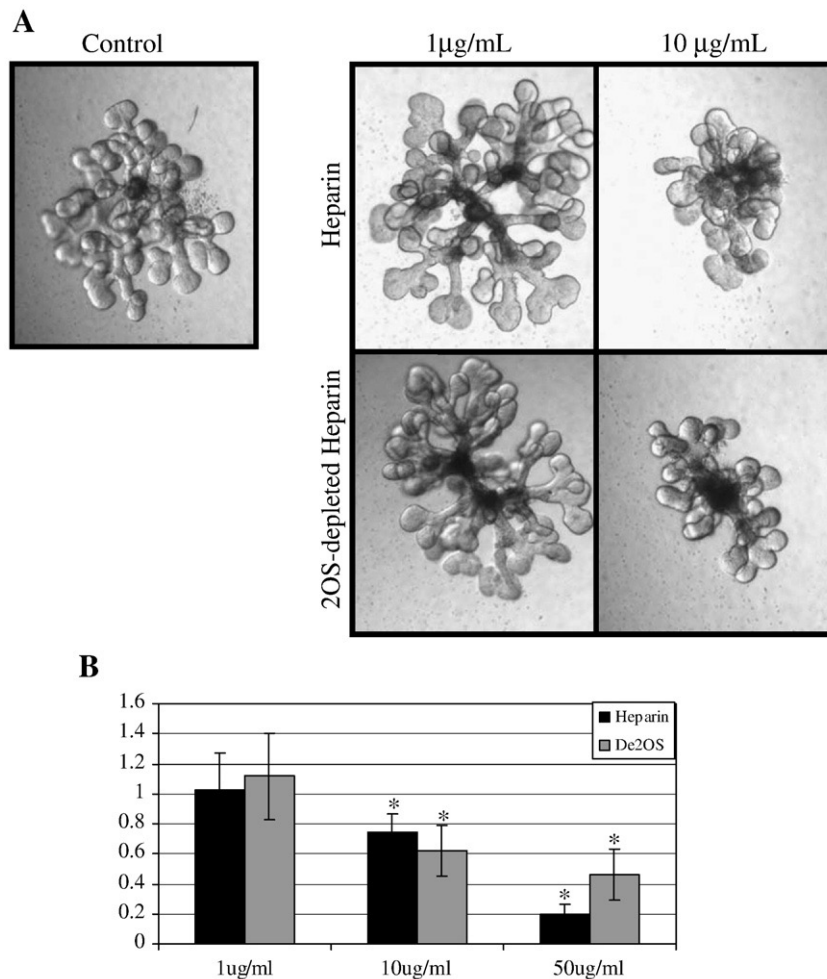 A
Control
1µg/mL
10 µg/mL
Heparin
2OS-depleted Heparin
B
1.6
1.4
1.2
1
0.8
0.6
0.4
0.2
0
Heparin
De2OS
*
*
*
*
1ug/ml
10ug/ml
50ug/ml